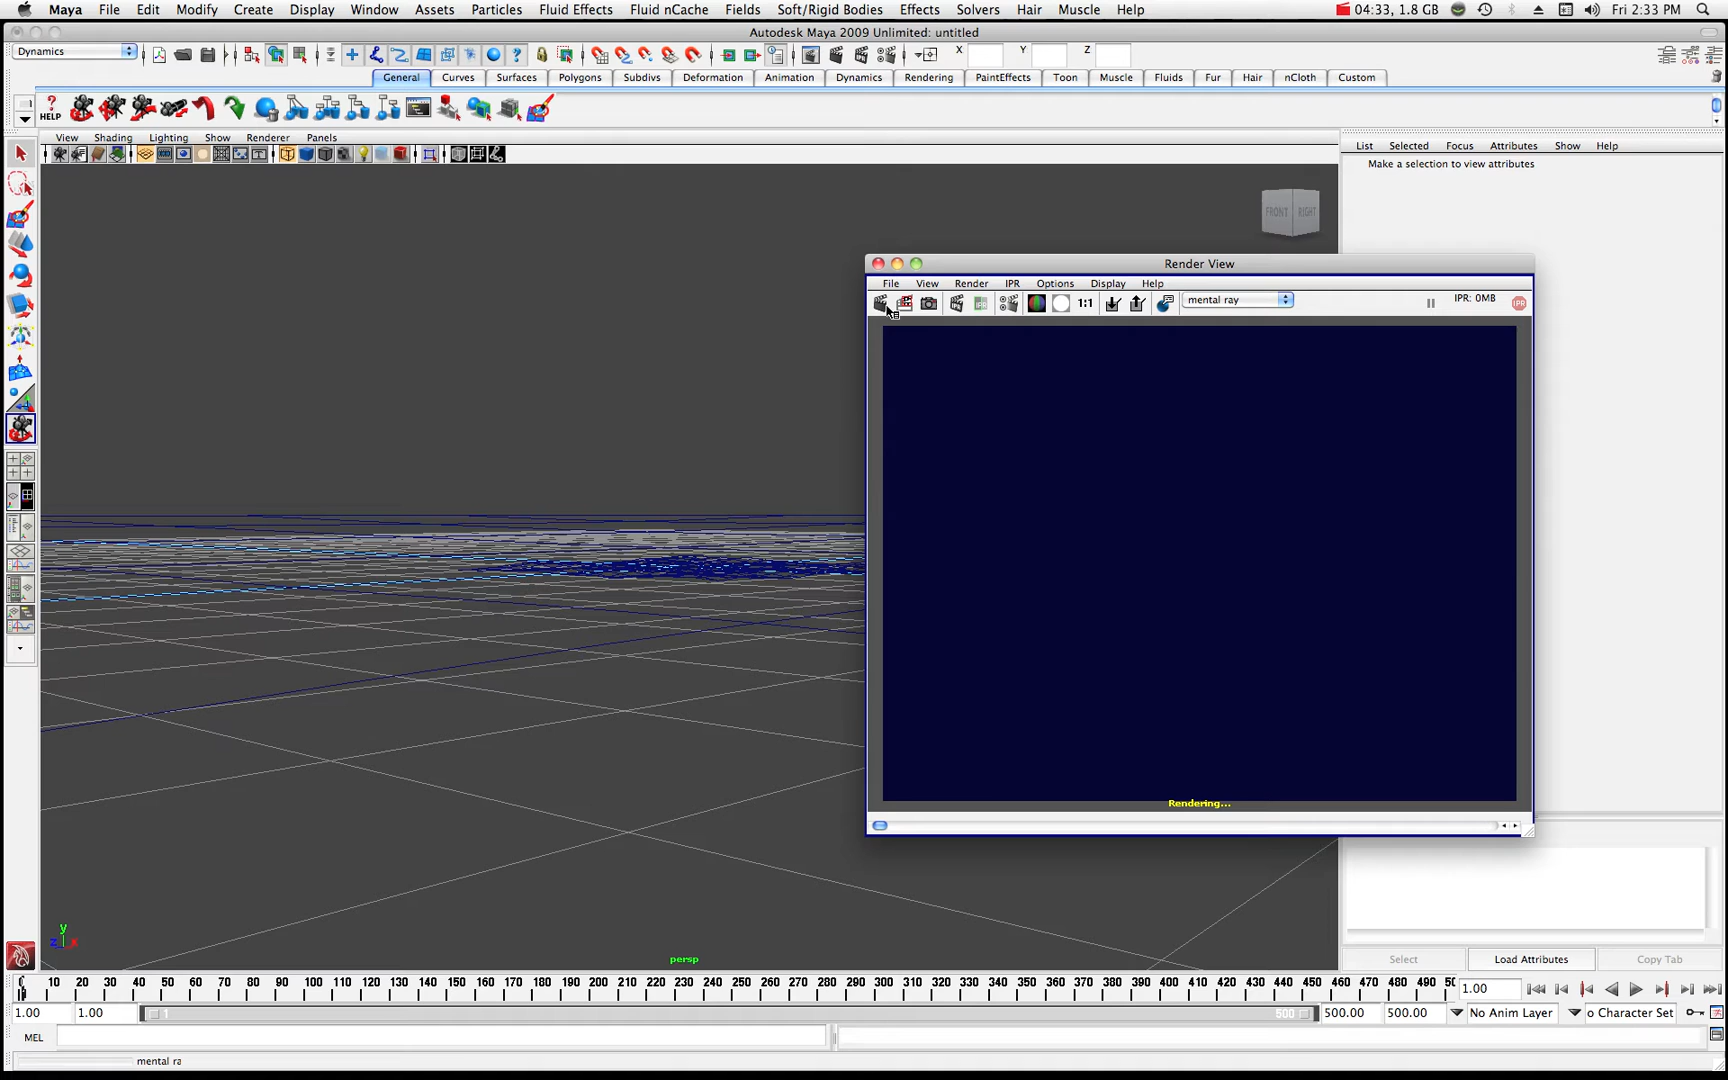 Maya File Edit Modify Create Display Window Assets Particles Fluid Effects Fluid nCache Fields Soft/Rigid Bodies Effects Solvers Hair Muscle Help 04:33, 1.8 GB Fri 2:33 PM
Autodesk Maya 2009 Unlimited: untitled
Dynamics X Y Z
General Curves Surfaces Polygons Subdivs Deformation Animation Dynamics Rendering PaintEffects Toon Muscle Fluids Fur Hair nCloth Custom
? HELP
View Shading Lighting Show Renderer Panels
List Selected Focus Attributes Show Help
Make a selection to view attributes
FRONT RIGHT
Render View
File View Render IPR Options Display Help
IPR 1:1 mental ray IPR: 0MB IPR
Rendering...
y
z x
persp
Select Load Attributes Copy Tab
10 20 30 40 50 60 70 80 90 100 110 120 130 140 150 160 170 180 190 200 210 220 230 240 250 260 270 280 290 300 310 320 330 340 350 360 370 380 390 400 410 420 430 440 450 460 470 480 490 50 1.00
1.00 1.00 1 500 500.00 500.00 No Anim Layer o Character Set
MEL
mental ra